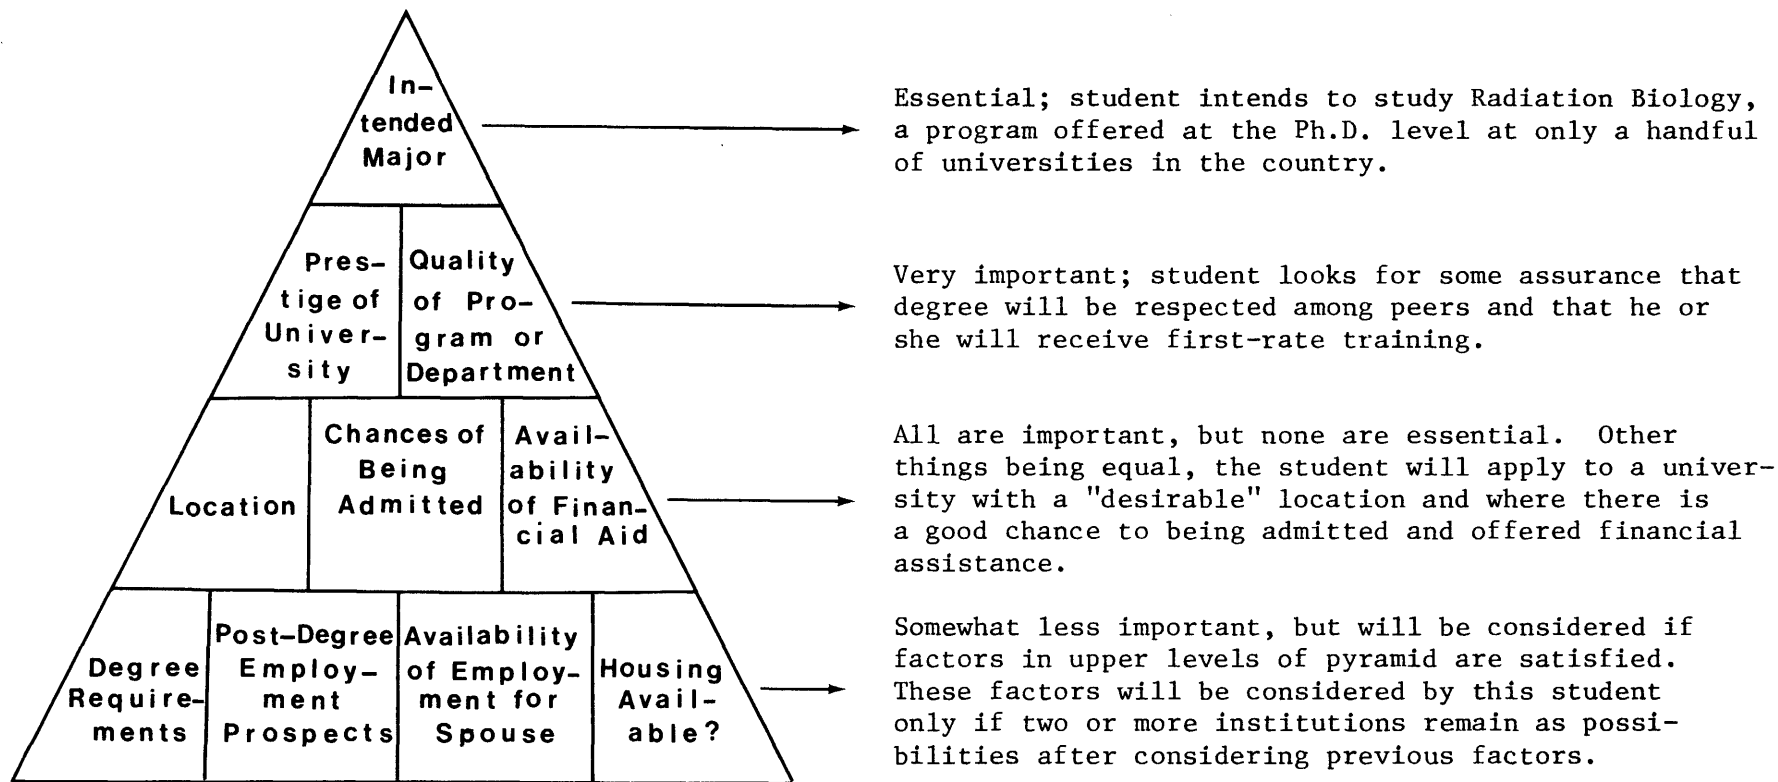 In-
tended
Major
Essential; student intends to study Radiation Biology,
a program offered at the Ph.D. level at only a handful
of universities in the country.
Pres-
tige of
Univer-
sity
Quality
of Pro-
gram or
Department
Very important; student looks for some assurance that
degree will be respected among peers and that he or
she will receive first-rate training.
Location
Chances of
Being
Admitted
Avail-
ability
of Finan-
cial Aid
All are important, but none are essential. Other
things being equal, the student will apply to a univer-
sity with a "desirable" location and where there is
a good chance to being admitted and offered financial
assistance.
Degree
Require-
ments
Post-Degree
Employ-
ment
Prospects
Availability
of Employ-
ment for
Spouse
Housing
Avail-
able?
Somewhat less important, but will be considered if
factors in upper levels of pyramid are satisfied.
These factors will be considered by this student
only if two or more institutions remain as possi-
bilities after considering previous factors.